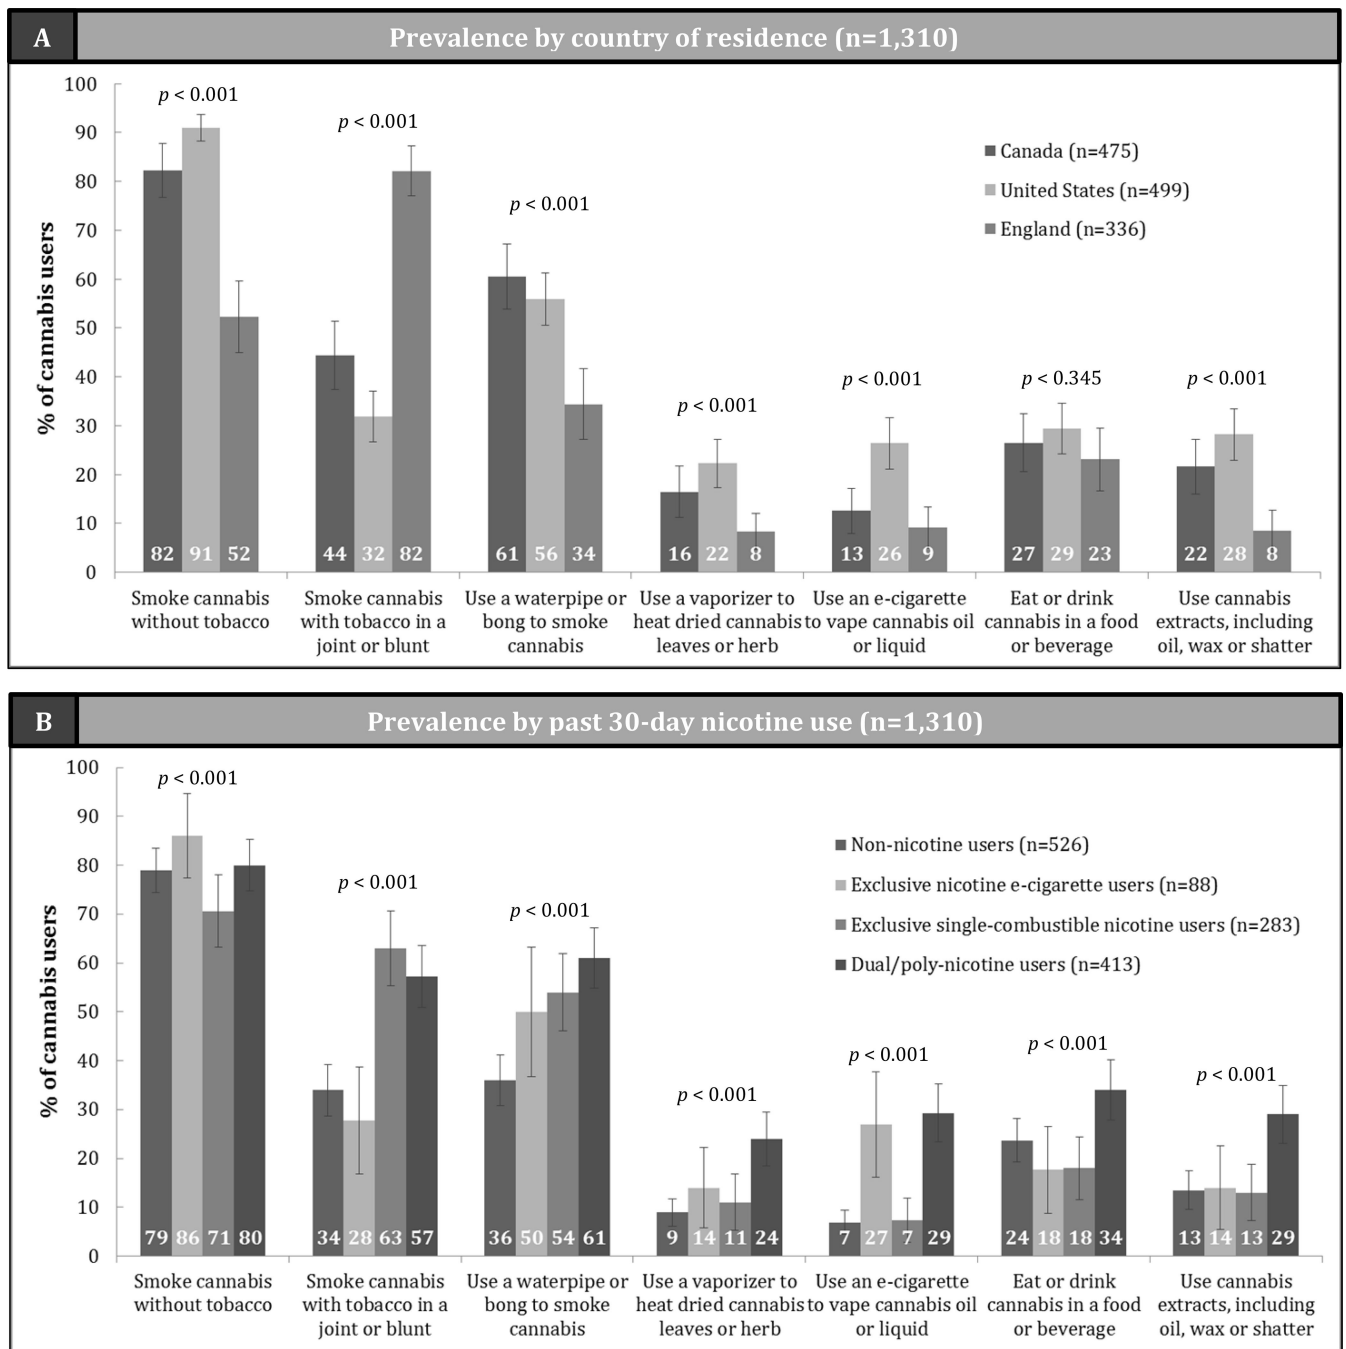 A
Prevalence by country of residence (n=1,310)
% of cannabis users
100
90
80
70
60
50
40
30
20
10
0
p < 0.001
p < 0.001
p < 0.001
p < 0.001
p < 0.001
p < 0.345
p < 0.001
Canada (n=475)
United States (n=499)
England (n=336)
82 91 52
44 32 82
61 56 34
16 22 8
13 26 9
27 29 23
22 28 8
Smoke cannabis
without tobacco
Smoke cannabis
with tobacco in a
joint or blunt
Use a waterpipe or
bong to smoke
cannabis
Use a vaporizer to
heat dried cannabis
leaves or herb
Use an e-cigarette
to vape cannabis oil
or liquid
Eat or drink
cannabis in a food
or beverage
Use cannabis
extracts, including
oil, wax or shatter
B
Prevalence by past 30-day nicotine use (n=1,310)
% of cannabis users
100
90
80
70
60
50
40
30
20
10
0
p < 0.001
p < 0.001
p < 0.001
p < 0.001
p < 0.001
p < 0.001
p < 0.001
Non-nicotine users (n=526)
Exclusive nicotine e-cigarette users (n=88)
Exclusive single-combustible nicotine users (n=283)
Dual/poly-nicotine users (n=413)
79 86 71 80
34 28 63 57
36 50 54 61
9 14 11 24
7 27 7 29
24 18 18 34
13 14 13 29
Smoke cannabis
without tobacco
Smoke cannabis
with tobacco in a
joint or blunt
Use a waterpipe or
bong to smoke
cannabis
Use a vaporizer to
heat dried cannabis
leaves or herb
Use an e-cigarette
to vape cannabis oil
or liquid
Eat or drink
cannabis in a food
or beverage
Use cannabis
extracts, including
oil, wax or shatter